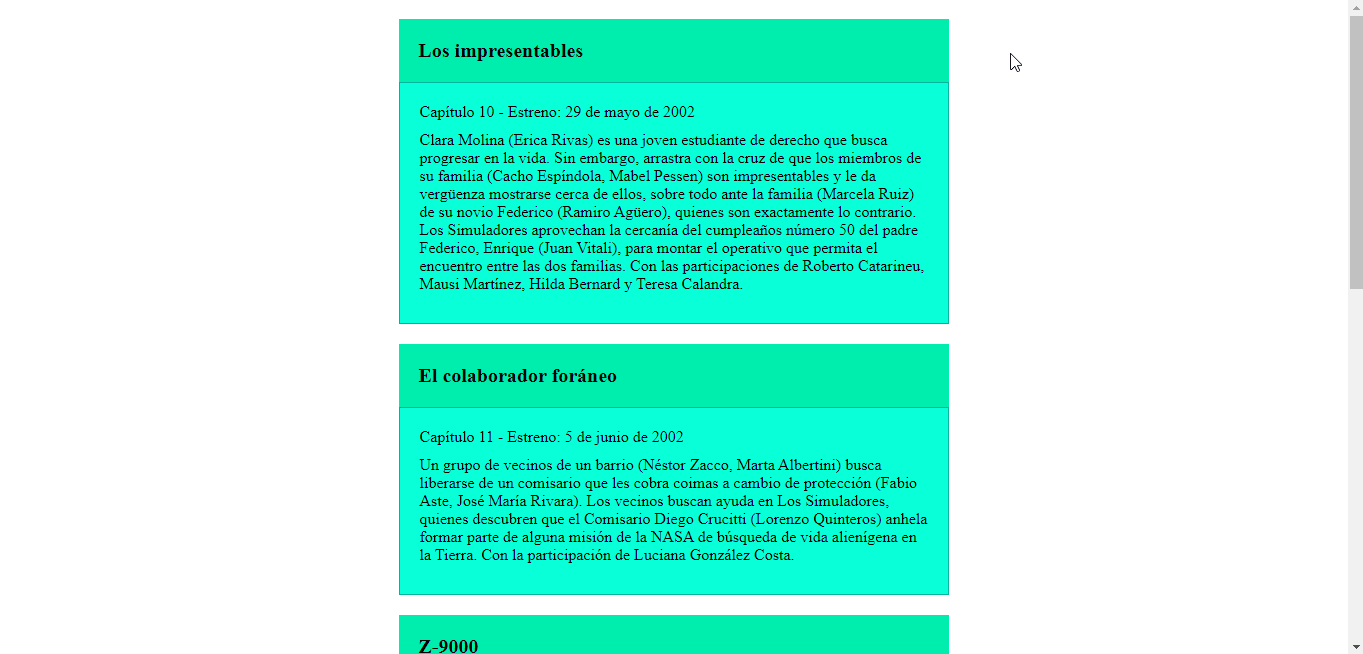 Los impresentables
Capítulo 10 - Estreno: 29 de mayo de 2002
Clara Molina (Erica Rivas) es una joven estudiante de derecho que busca
progresar en la vida. Sin embargo, arrastra con la cruz de que los miembros de
su familia (Cacho Espíndola, Mabel Pessen) son impresentables y le da
vergüenza mostrarse cerca de ellos, sobre todo ante la familia (Marcela Ruiz)
de su novio Federico (Ramiro Agüero), quienes son exactamente lo contrario.
Los Simuladores aprovechan la cercanía del cumpleaños número 50 del padre
Federico, Enrique (Juan Vitali), para montar el operativo que permita el
encuentro entre las dos familias. Con las participaciones de Roberto Catarineu,
Mausi Martínez, Hilda Bernard y Teresa Calandra.
El colaborador foráneo
Capítulo 11 - Estreno: 5 de junio de 2002
Un grupo de vecinos de un barrio (Néstor Zacco, Marta Albertini) busca
liberarse de un comisario que les cobra coimas a cambio de protección (Fabio
Aste, José María Rivara). Los vecinos buscan ayuda en Los Simuladores,
quienes descubren que el Comisario Diego Crucitti (Lorenzo Quinteros) anhela
formar parte de alguna misión de la NASA de búsqueda de vida alienígena en
la Tierra. Con la participación de Luciana González Costa.
Z-9000